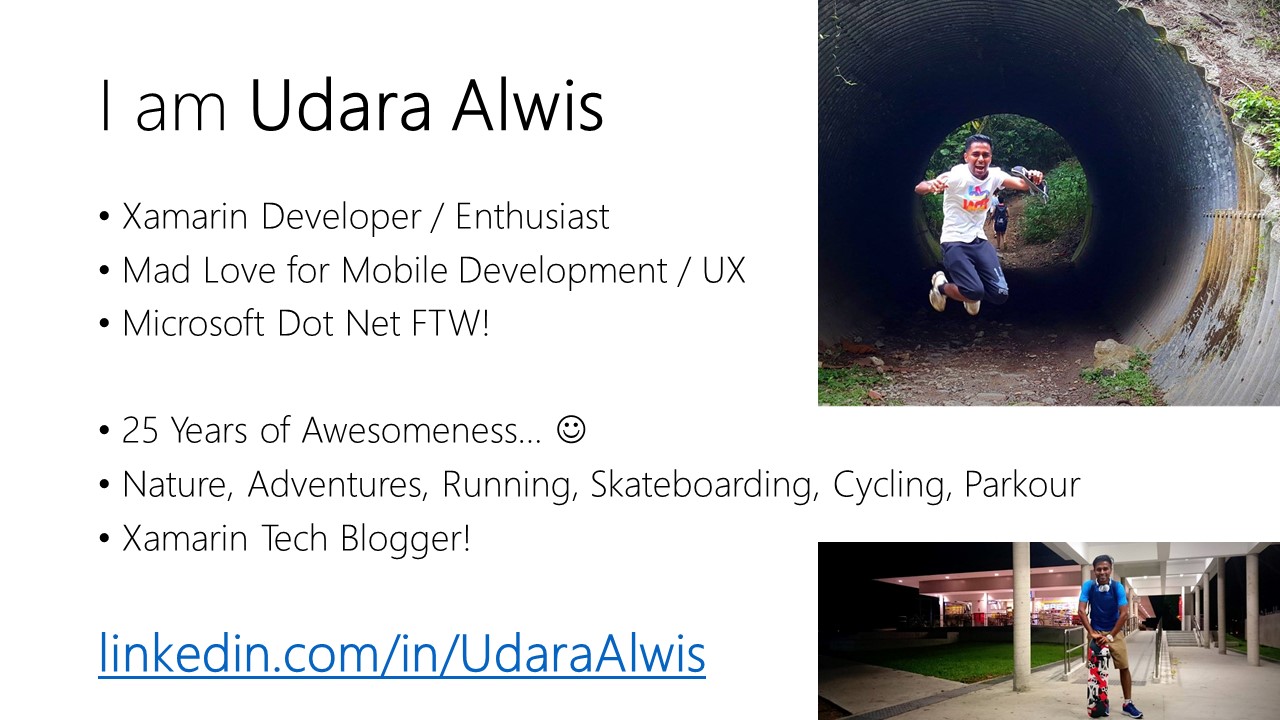 I am Udara Alwis
• Xamarin Developer / Enthusiast
• Mad Love for Mobile Development / UX
• Microsoft Dot Net FTW!
• 25 Years of Awesomeness... ☺
• Nature, Adventures, Running, Skateboarding, Cycling, Parkour
• Xamarin Tech Blogger!
linkedin.com/in/UdaraAlwis